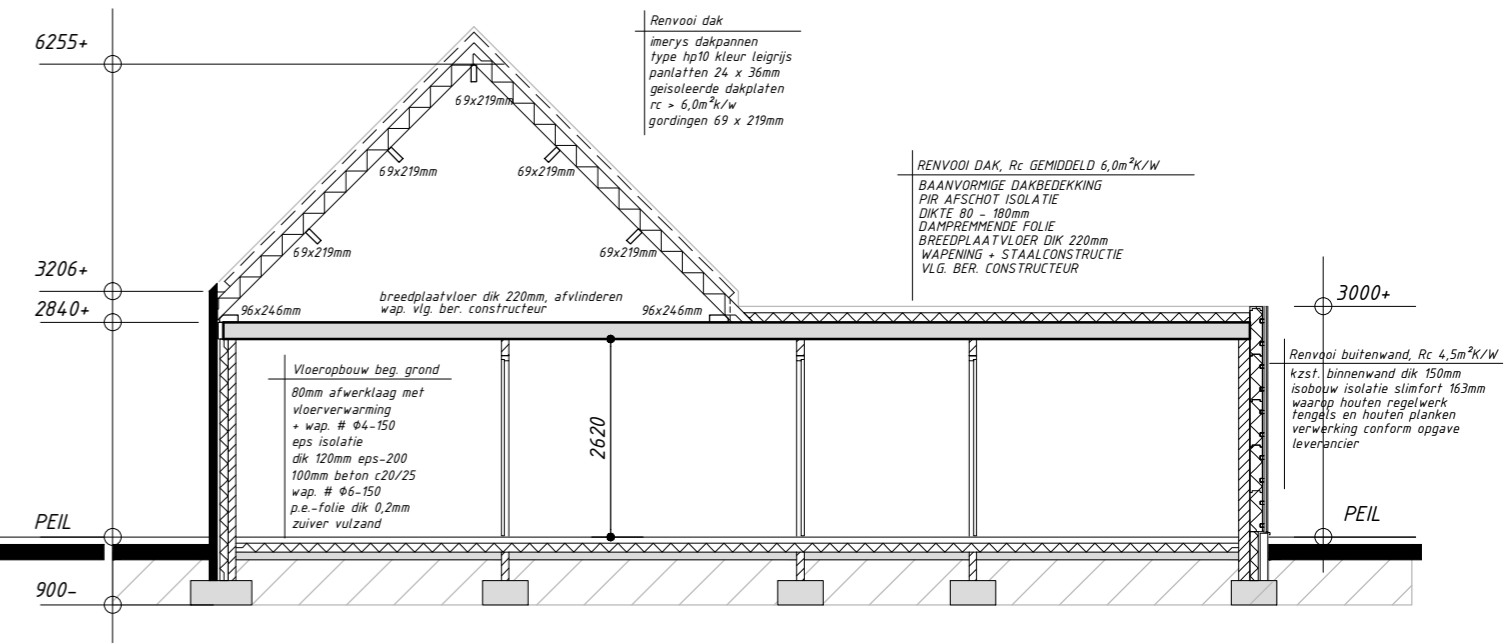 6255+
3206+
2840+
PEIL
900-
Renvooi dak
imerys dakpannen
type hp10 kleur leigrijs
panlatten 24 x 36mm
geisoleerde dakplaten
rc > 6,0m²k/w
gordingen 69 x 219mm
69x219mm
69x219mm
69x219mm
69x219mm
69x219mm
RENVOOI DAK, Rc GEMIDDELD 6,0m²K/W
BAANVORMIGE DAKBEDEKKING
PIR AFSCHOT ISOLATIE
DIKTE 80 - 180mm
DAMPREMMENDE FOLIE
BREEDPLAATVLOER DIK 220mm
WAPENING + STAALCONSTRUCTIE
VLG. BER. CONSTRUCTEUR
96x246mm
breedplaatvloer dik 220mm, afvlinderen
wap. vlg. ber. constructeur
96x246mm
3000+
Vloeropbouw beg. grond
80mm afwerklaag met
vloerverwarming
+ wap. # Φ4-150
eps isolatie
dik 120mm eps-200
100mm beton c20/25
wap. # Φ6-150
p.e.-folie dik 0,2mm
zuiver vulzand
2620
Renvooi buitenwand, Rc 4,5m²K/W
kzst. binnenwand dik 150mm
isobouw isolatie slimfort 163mm
waarop houten regelwerk
tengels en houten planken
verwerking conform opgave
leverancier
PEIL